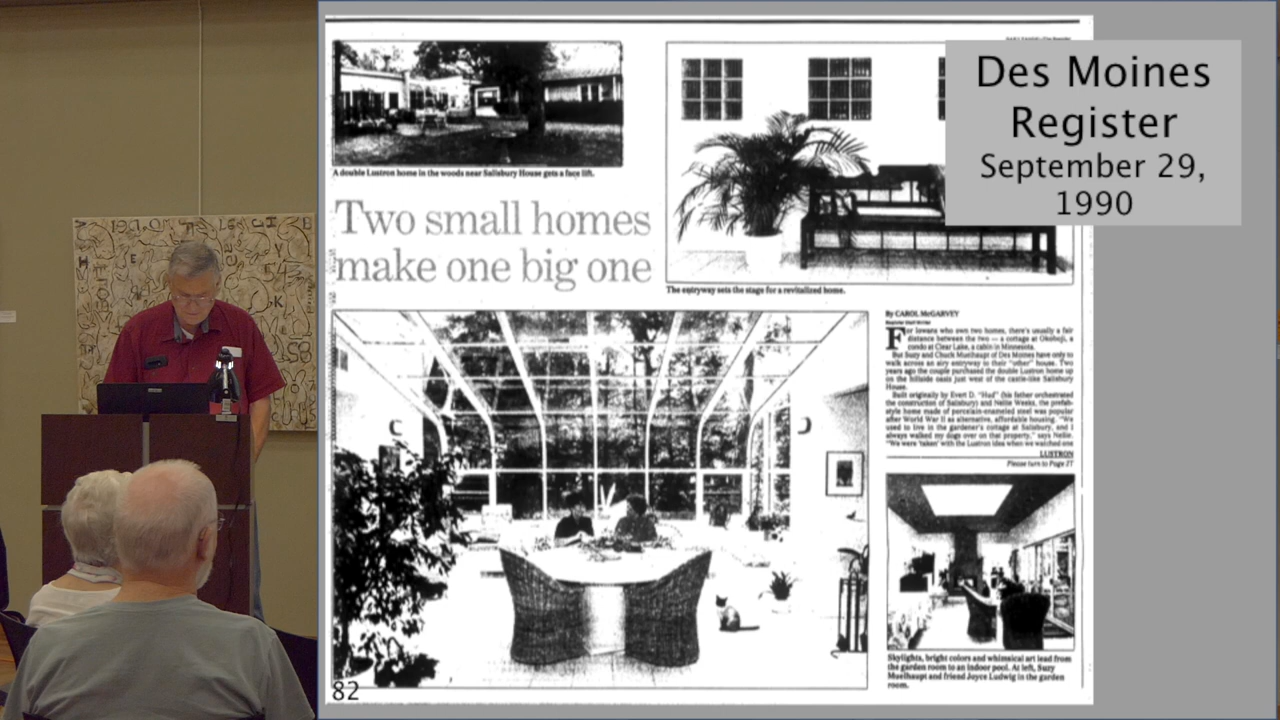 Des Moines
Register
September 29,
1990
A double Lustron home in the woods near Salisbury House gets a face lift.
Two small homes
make one big one
The entryway sets the stage for a revitalized home.
By CAROL McGARVEY
Register Staff Writer
For Iowans who own two homes, there's usually a fair
distance between the two — a cottage at Okoboji, a
condo at Clear Lake, a cabin in Minnesota.
But Suzy and Chuck Muelhaupt of Des Moines have only to
walk across an airy entryway to their "other" house. Two
years ago the couple purchased the double Lustron home up
on the hillside oasis just west of the castle-like Salisbury
House.
Built originally by Evert D. "Hud" (his father orchestrated
the construction of Salisbury) and Nellie Weeks, the prefab-
style home made of porcelain-enameled steel was popular
after World War II as alternative, affordable housing. "We
used to live in the gardener's cottage at Salisbury, and I
always walked my dogs over on that property," says Nellie.
"We were 'taken' with the Lustron idea when we watched one
LUSTRON
Please turn to Page 2T
Skylights, bright colors and whimsical art lead from
the garden room to an indoor pool. At left, Suzy
Muelhaupt and friend Joyce Ludwig in the garden
room.
82